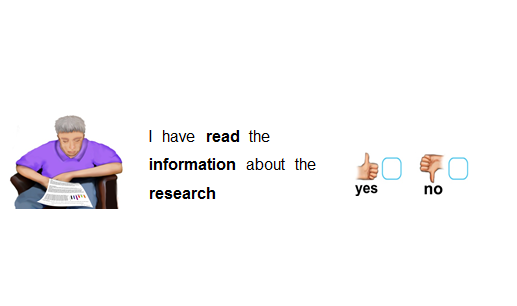 I have read the
information about the
research
yes no